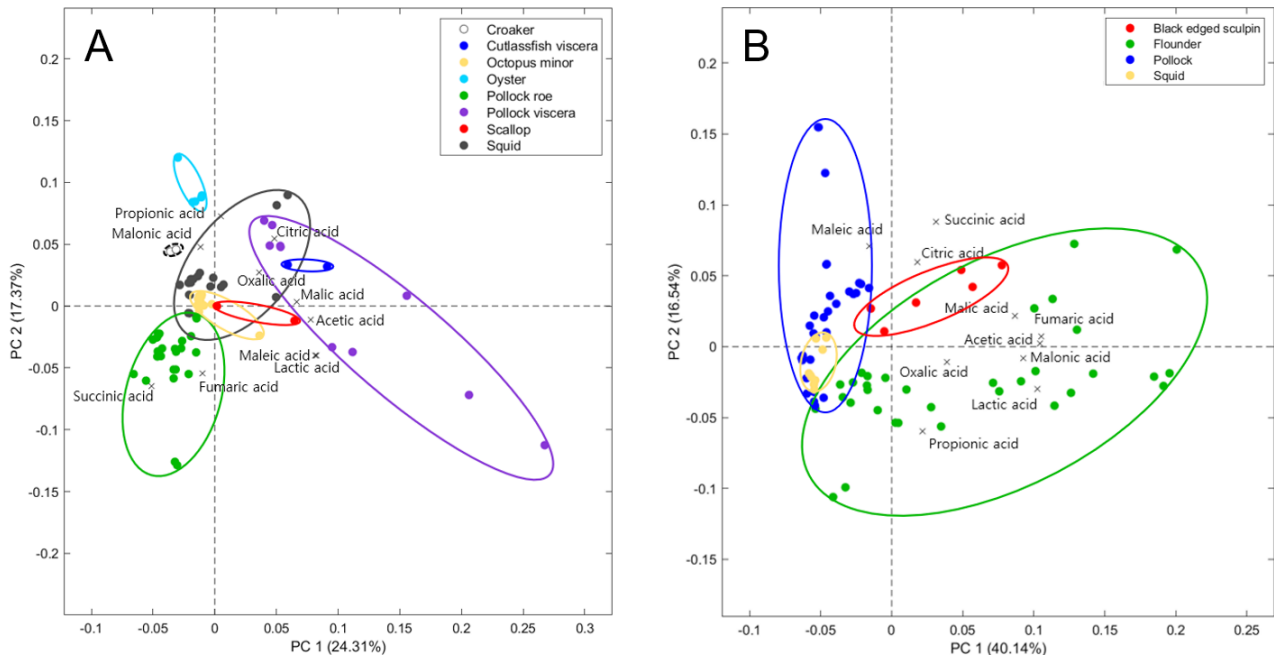 A
Croaker
Cutlassfish viscera
Octopus minor
Oyster
Pollock roe
Pollock viscera
Scallop
Squid
PC 2 (17.37%)
0.2
0.15
0.1
0.05
0
-0.05
-0.1
-0.15
-0.2
Propionic acid
Malonic acid
Citric acid
Oxalic acid
Malic acid
Acetic acid
Maleic acid
Lactic acid
Succinic acid
Fumaric acid
-0.1
-0.05
0
0.05
0.1
0.15
0.2
0.25
0.3
PC 1 (24.31%)
B
Black edged sculpin
Flounder
Pollock
Squid
PC 2 (16.54%)
0.2
0.15
0.1
0.05
0
-0.05
-0.1
-0.15
Maleic acid
Succinic acid
Citric acid
Malic acid
Fumaric acid
Acetic acid
Malonic acid
Oxalic acid
Lactic acid
Propionic acid
-0.1
-0.05
0
0.05
0.1
0.15
0.2
0.25
PC 1 (40.14%)